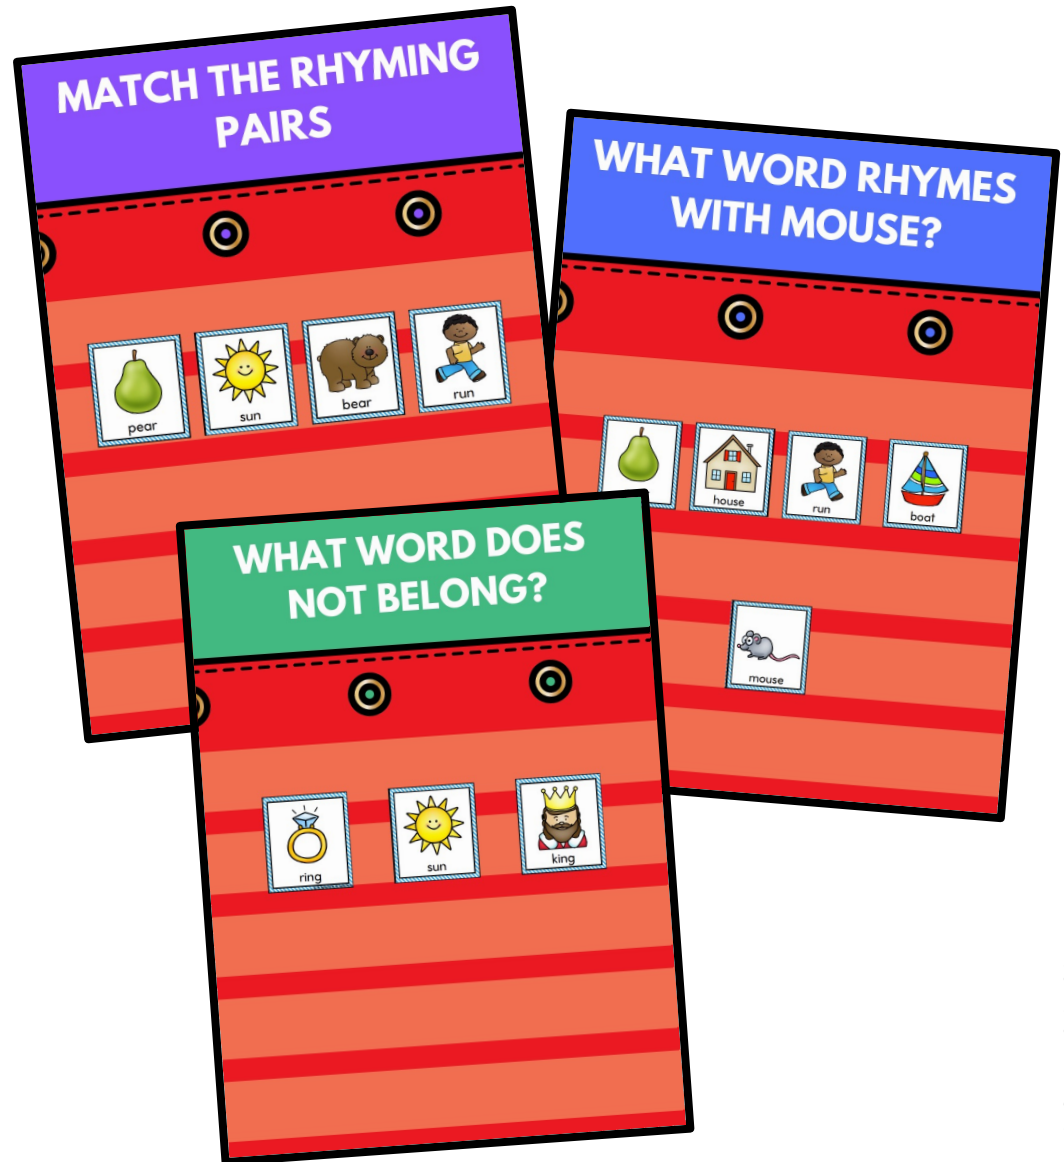 MATCH THE RHYMING
PAIRS
pear
sun
bear
run
WHAT WORD RHYMES
WITH MOUSE?
house
run
boat
mouse
WHAT WORD DOES
NOT BELONG?
ring
sun
king